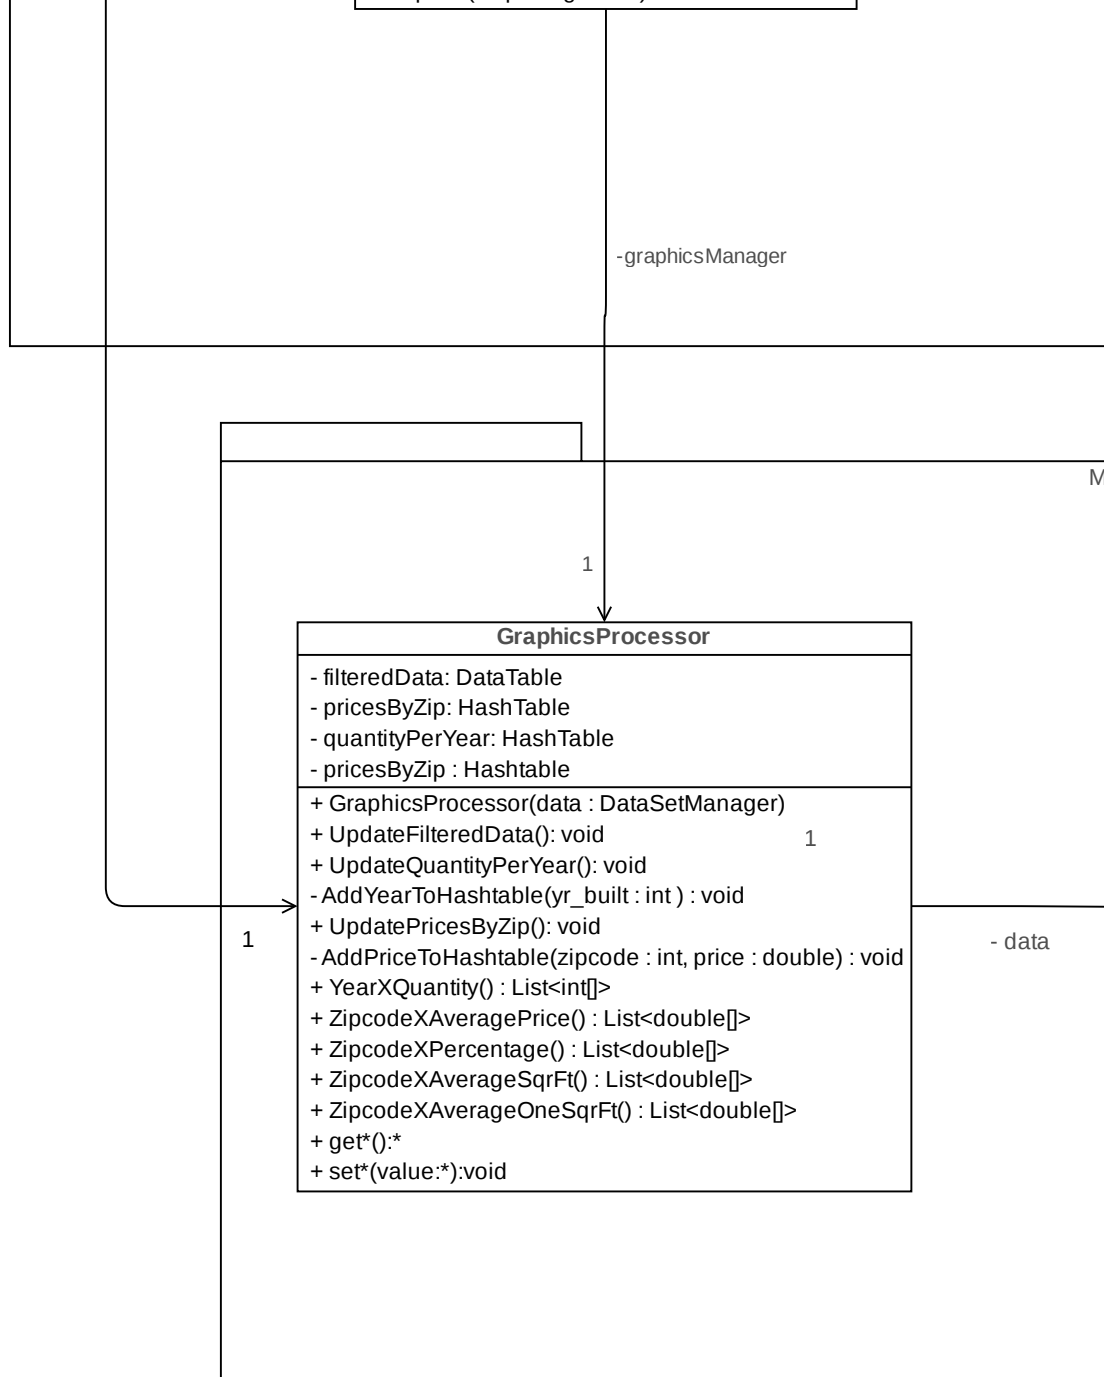 -graphicsManager
M
1
GraphicsProcessor
- filteredData: DataTable
- pricesByZip: HashTable
- quantityPerYear: HashTable
- pricesByZip : Hashtable
+ GraphicsProcessor(data : DataSetManager)
+ UpdateFilteredData(): void
1
+ UpdateQuantityPerYear(): void
- AddYearToHashtable(yr_built : int ) : void
+ UpdatePricesByZip(): void
1
- data
- AddPriceToHashtable(zipcode : int, price : double) : void
+ YearXQuantity() : List<int[]>
+ ZipcodeXAveragePrice() : List<double[]>
+ ZipcodeXPercentage() : List<double[]>
+ ZipcodeXAverageSqrFt() : List<double[]>
+ ZipcodeXAverageOneSqrFt() : List<double[]>
+ get*():*
+ set*(value:*):void